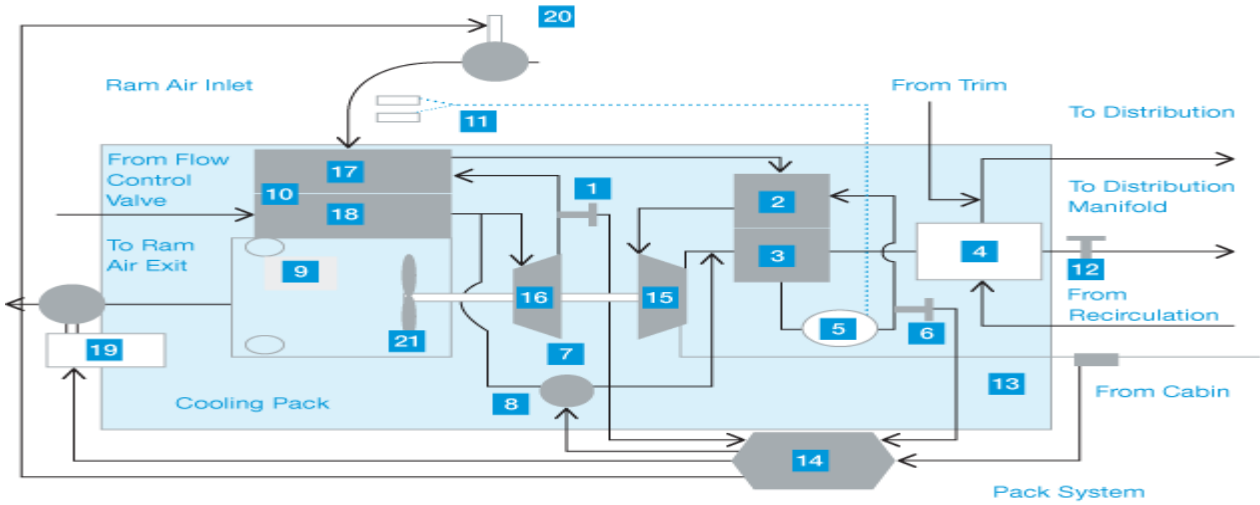 20
Ram Air Inlet
From Trim
11
To Distribution
From Flow
Control
Valve
17
10
18
1
2
To Distribution
Manifold
To Ram
Air Exit
9
3
4
12
16
15
From
Recirculation
21
5
6
19
7
13
8
From Cabin
Cooling Pack
14
Pack System